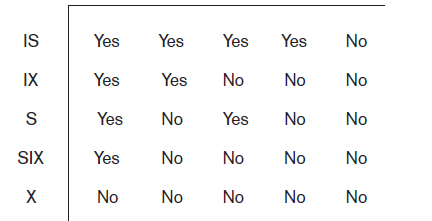 IS Yes Yes Yes Yes No
IX Yes Yes No No No
S Yes No Yes No No
SIX Yes No No No No
X No No No No No